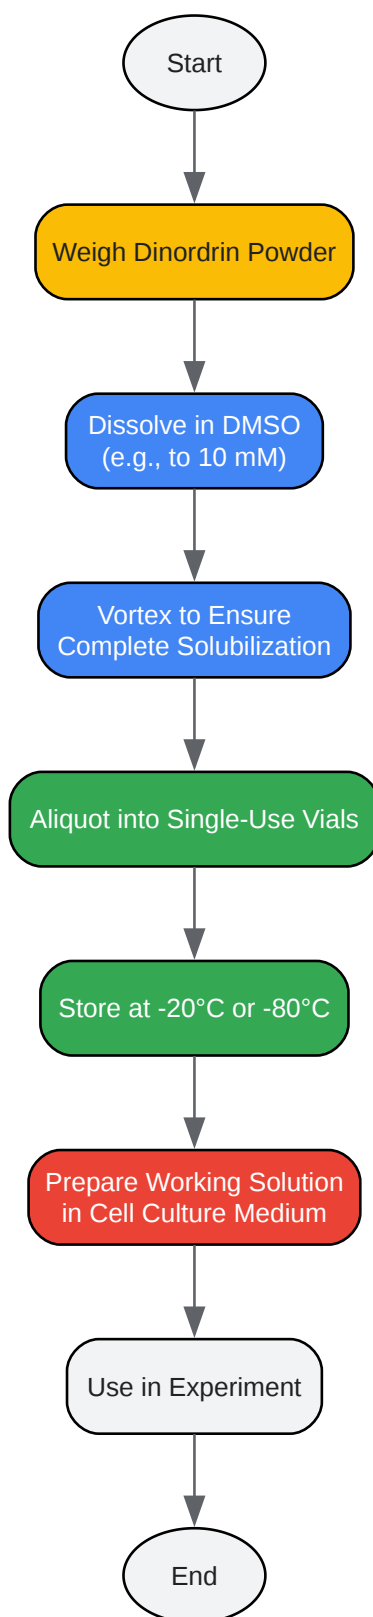 Start
Weigh Dinordrin Powder
Dissolve in DMSO
(e.g., to 10 mM)
Vortex to Ensure
Complete Solubilization
Aliquot into Single-Use Vials
Store at -20°C or -80°C
Prepare Working Solution
in Cell Culture Medium
Use in Experiment
End